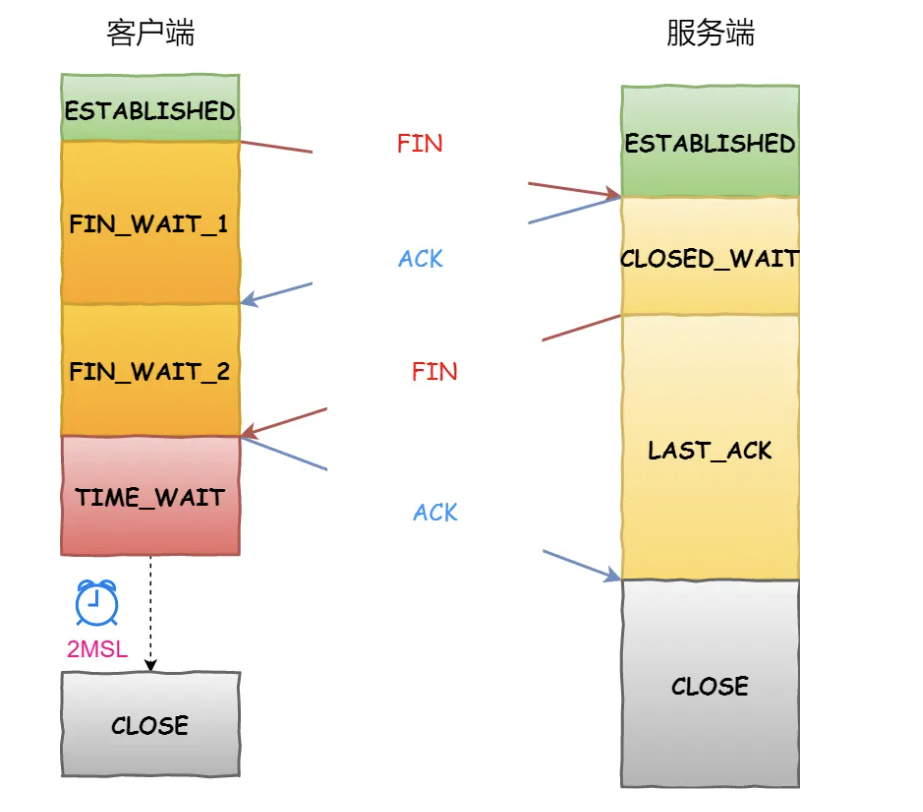 客户端
服务端
ESTABLISHED
FIN
ESTABLISHED
FIN_WAIT_1
ACK
CLOSED_WAIT
FIN_WAIT_2
FIN
LAST_ACK
TIME_WAIT
ACK
2MSL
CLOSE
CLOSE